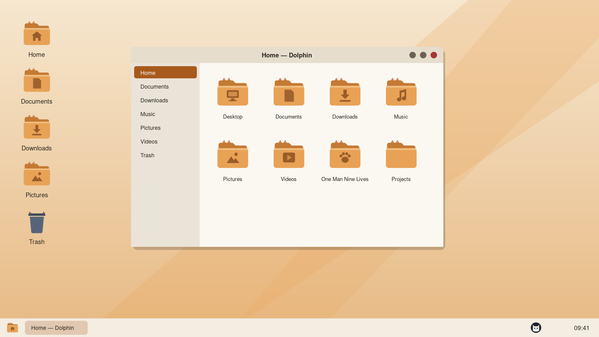 Home
Documents
Downloads
Pictures
Trash
Home — Dolphin
Home
Documents
Downloads
Music
Pictures
Videos
Trash
Desktop
Documents
Downloads
Music
Pictures
Videos
One Man Nine Lives
Projects
Home — Dolphin
09:41